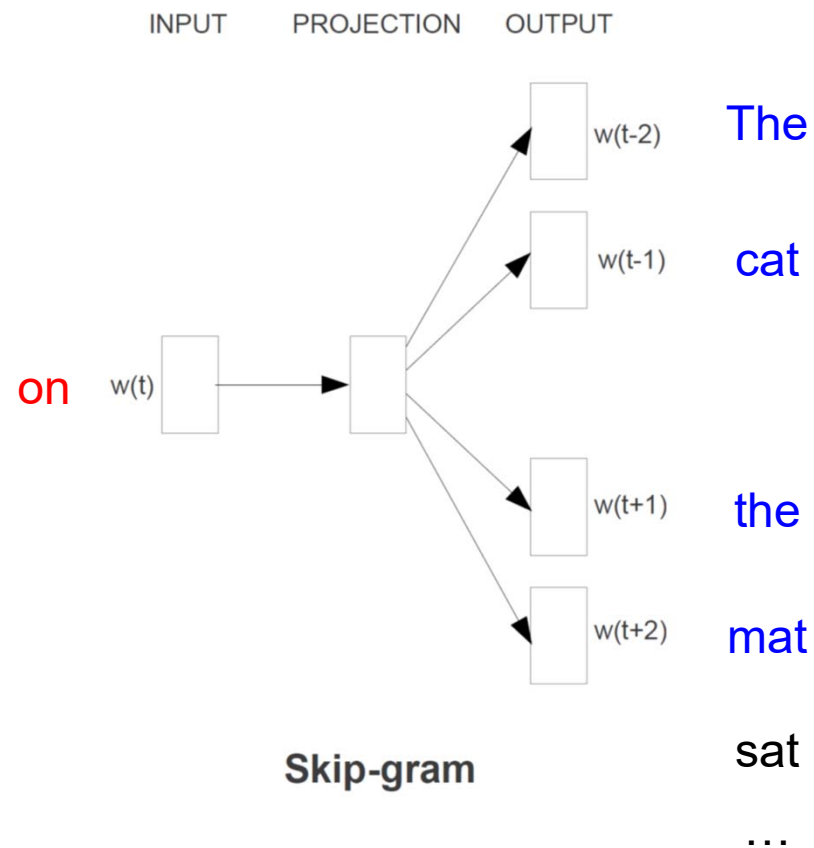 INPUT PROJECTION OUTPUT
w(t-2) The
w(t-1) cat
on w(t)
w(t+1) the
w(t+2) mat
sat
Skip-gram
...